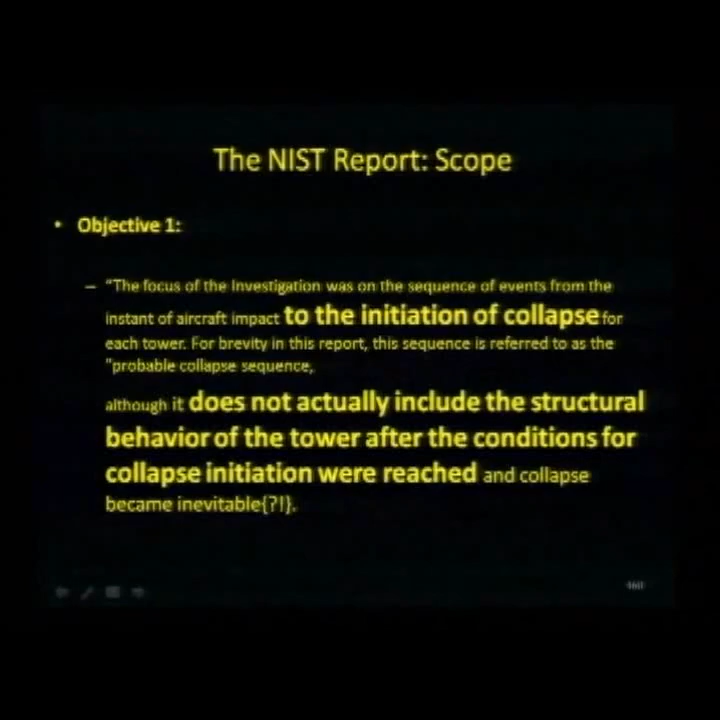 The NIST Report: Scope
• Objective 1:
– "The focus of the Investigation was on the sequence of events from the
instant of aircraft impact to the initiation of collapse for
each tower. For brevity in this report, this sequence is referred to as the
"probable collapse sequence,
although it does not actually include the structural
behavior of the tower after the conditions for
collapse initiation were reached and collapse
became inevitable{?!}.